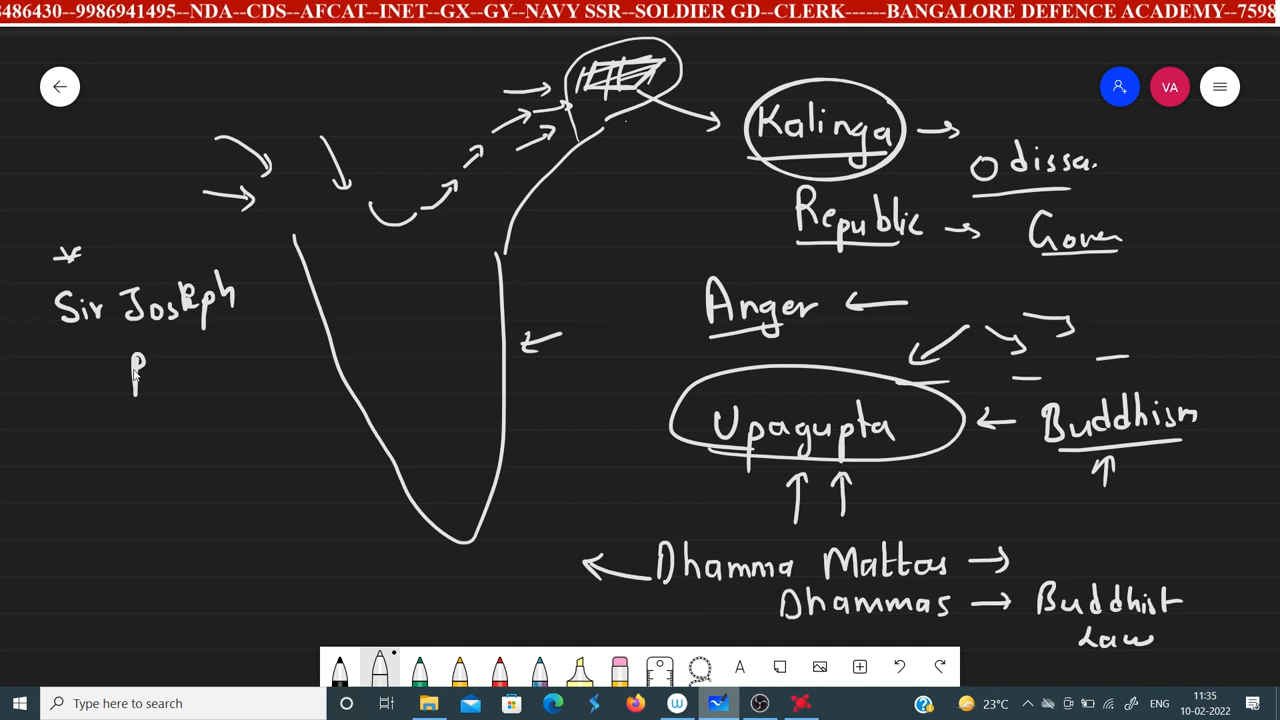 8486430--9986941495--NDA--CDS--AFCAT--INET--GX--GY--NAVY SSR--SOLDIER GD--CLERK------BANGALORE DEFENCE ACADEMY--7598
VA
Kalinga
Odissa.
Republic
Govern
Sir Joseph
P
Anger
Upagupta
Buddhism
Dhamma Mattas
Dhammas
Buddhist
Law
A
Type here to search
W
23°C
ENG
11:35
10-02-2022